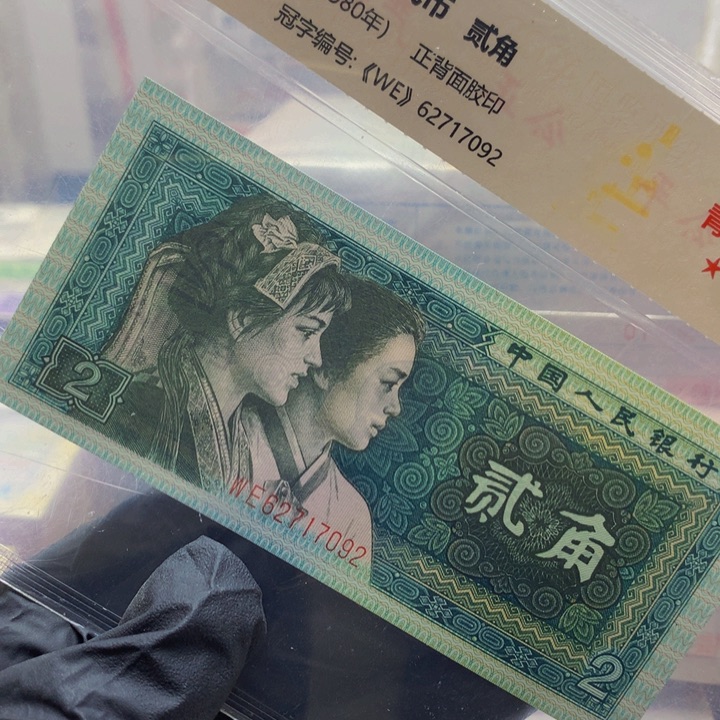 币 贰角
980年) 正背面胶印
冠字编号:《WE》62717092
中国人民银行
贰角
WE62717092
2
2